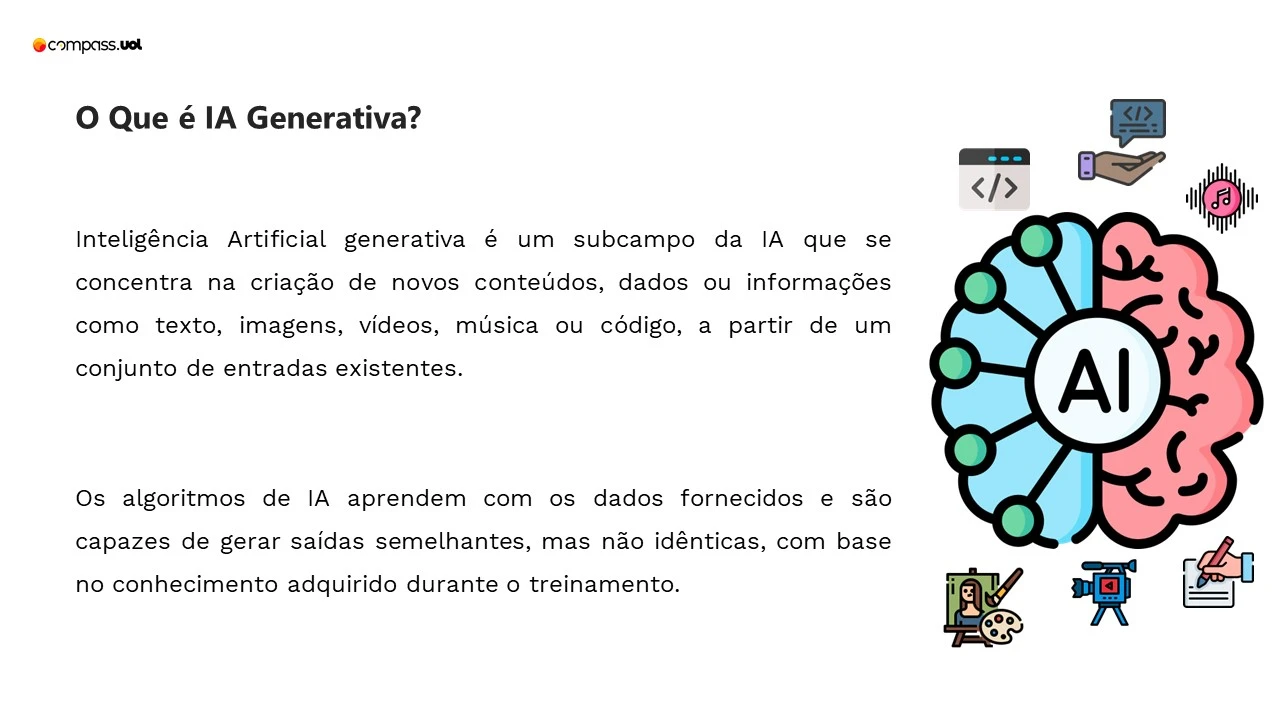 compass.uol
O Que é IA Generativa?
Inteligência Artificial generativa é um subcampo da IA que se
concentra na criação de novos conteúdos, dados ou informações
como texto, imagens, vídeos, música ou código, a partir de um
conjunto de entradas existentes.
Os algoritmos de IA aprendem com os dados fornecidos e são
capazes de gerar saídas semelhantes, mas não idênticas, com base
no conhecimento adquirido durante o treinamento.
</>
</>
AI